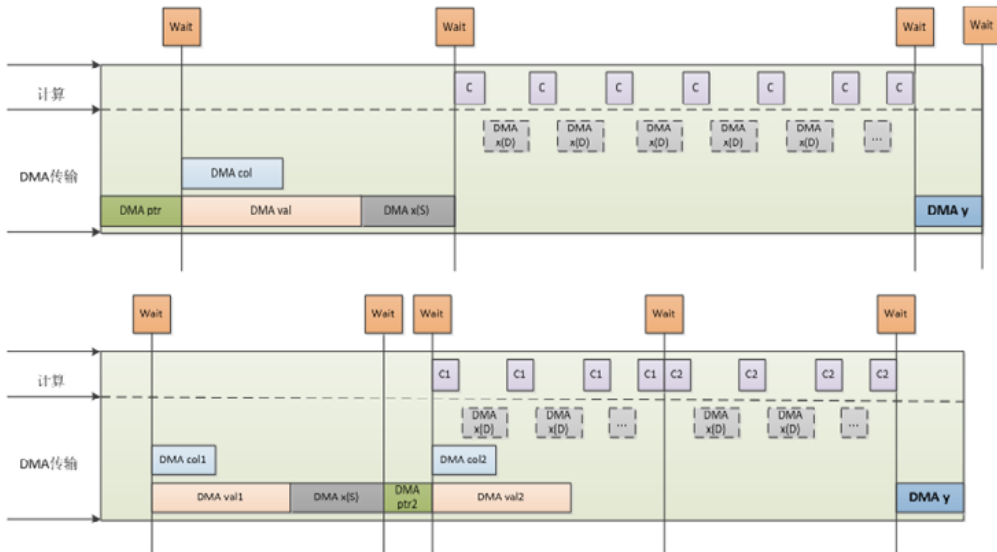 Wait Wait Wait Wait
计算
C C C C C C C
DMA DMA DMA DMA DMA ...
x(D) x(D) x(D) x(D) x(D)
DMA传输
DMA col
DMA ptr DMA val DMA x(S) DMA y
Wait Wait Wait Wait Wait
计算
C1 C1 C1 C1 C2 C2 C2 C2
DMA DMA ... DMA DMA ...
x(D) x(D) x(D) x(D)
DMA传输
DMA col1 DMA col2
DMA val1 DMA x(S) DMA ptr2 DMA val2 DMA y